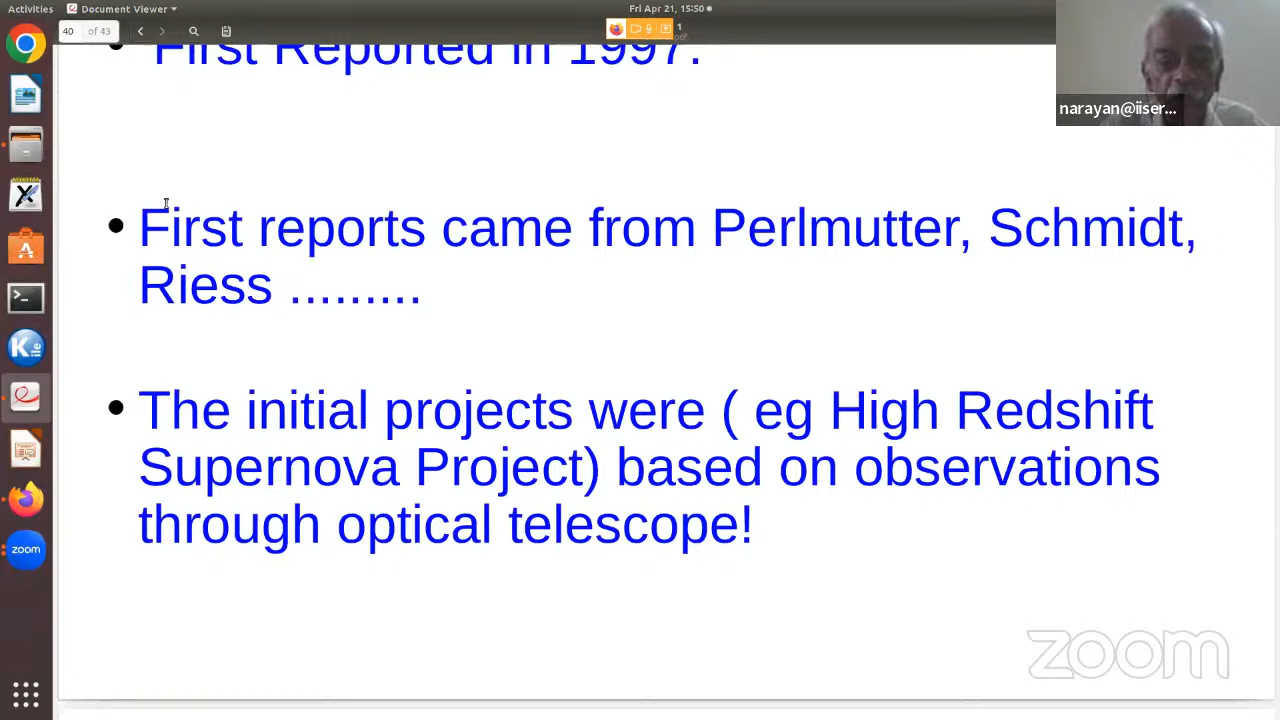 Activities
Document Viewer
Fri Apr 21, 15:50
40
of 43
1
First Reported in 1997.
narayan@iiser...
• First reports came from Perlmutter, Schmidt,
Riess .........
• The initial projects were ( eg High Redshift
Supernova Project) based on observations
through optical telescope!
zoom
zoom